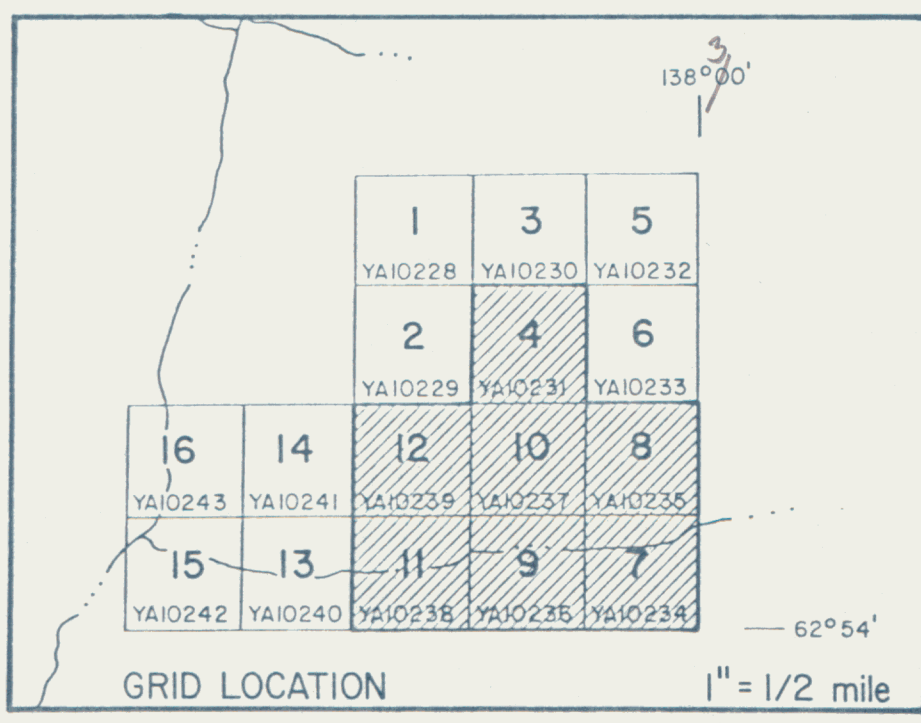 3
138°00'
1 3 5
YA10228 YA10230 YA10232
2 4 6
YA10229 YA10231 YA10233
16 14 12 10 8
YA10243 YA10241 YA10239 YA10237 YA10235
15 13 11 9 7
YA10242 YA10240 YA10238 YA10236 YA10234
62°54'
GRID LOCATION 1" = 1/2 mile